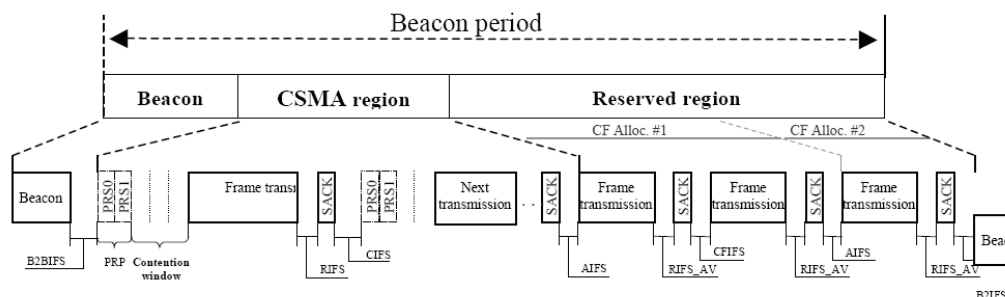 Beacon period
Beacon CSMA region Reserved region
CF Alloc. #1 CF Alloc. #2
Beacon PRS0 PRS1 Frame transı SACK PRS0 PRS1 Next transmission . . SACK Frame transmission SACK Frame transmission SACK Frame transmission SACK Beac
B2BIFS PRP Contention window RIFS CIFS AIFS RIFS_AV CFIFS RIFS_AV AIFS RIFS_AV
B2IFS